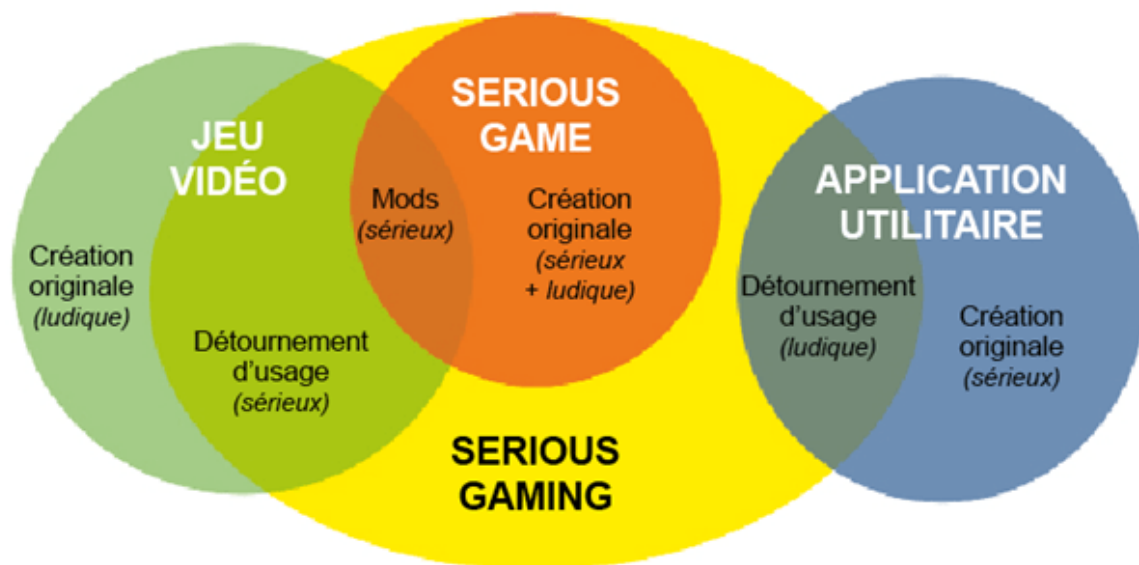 JEU
VIDÉO
SERIOUS
GAME
APPLICATION
UTILITAIRE
Création
originale
(ludique)
Détournement
d'usage
(sérieux)
Mods
(sérieux)
Création
originale
(sérieux
+ ludique)
Détournement
d'usage
(ludique)
Création
originale
(sérieux)
SERIOUS
GAMING